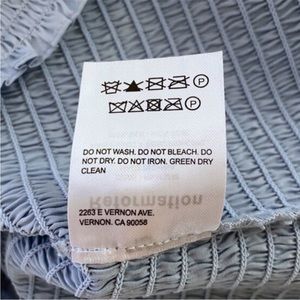 P
P
DO NOT WASH. DO NOT BLEACH. DO
NOT DRY. DO NOT IRON. GREEN DRY
CLEAN
Reformation
2263 E VERNON AVE.
VERNON. CA 90058